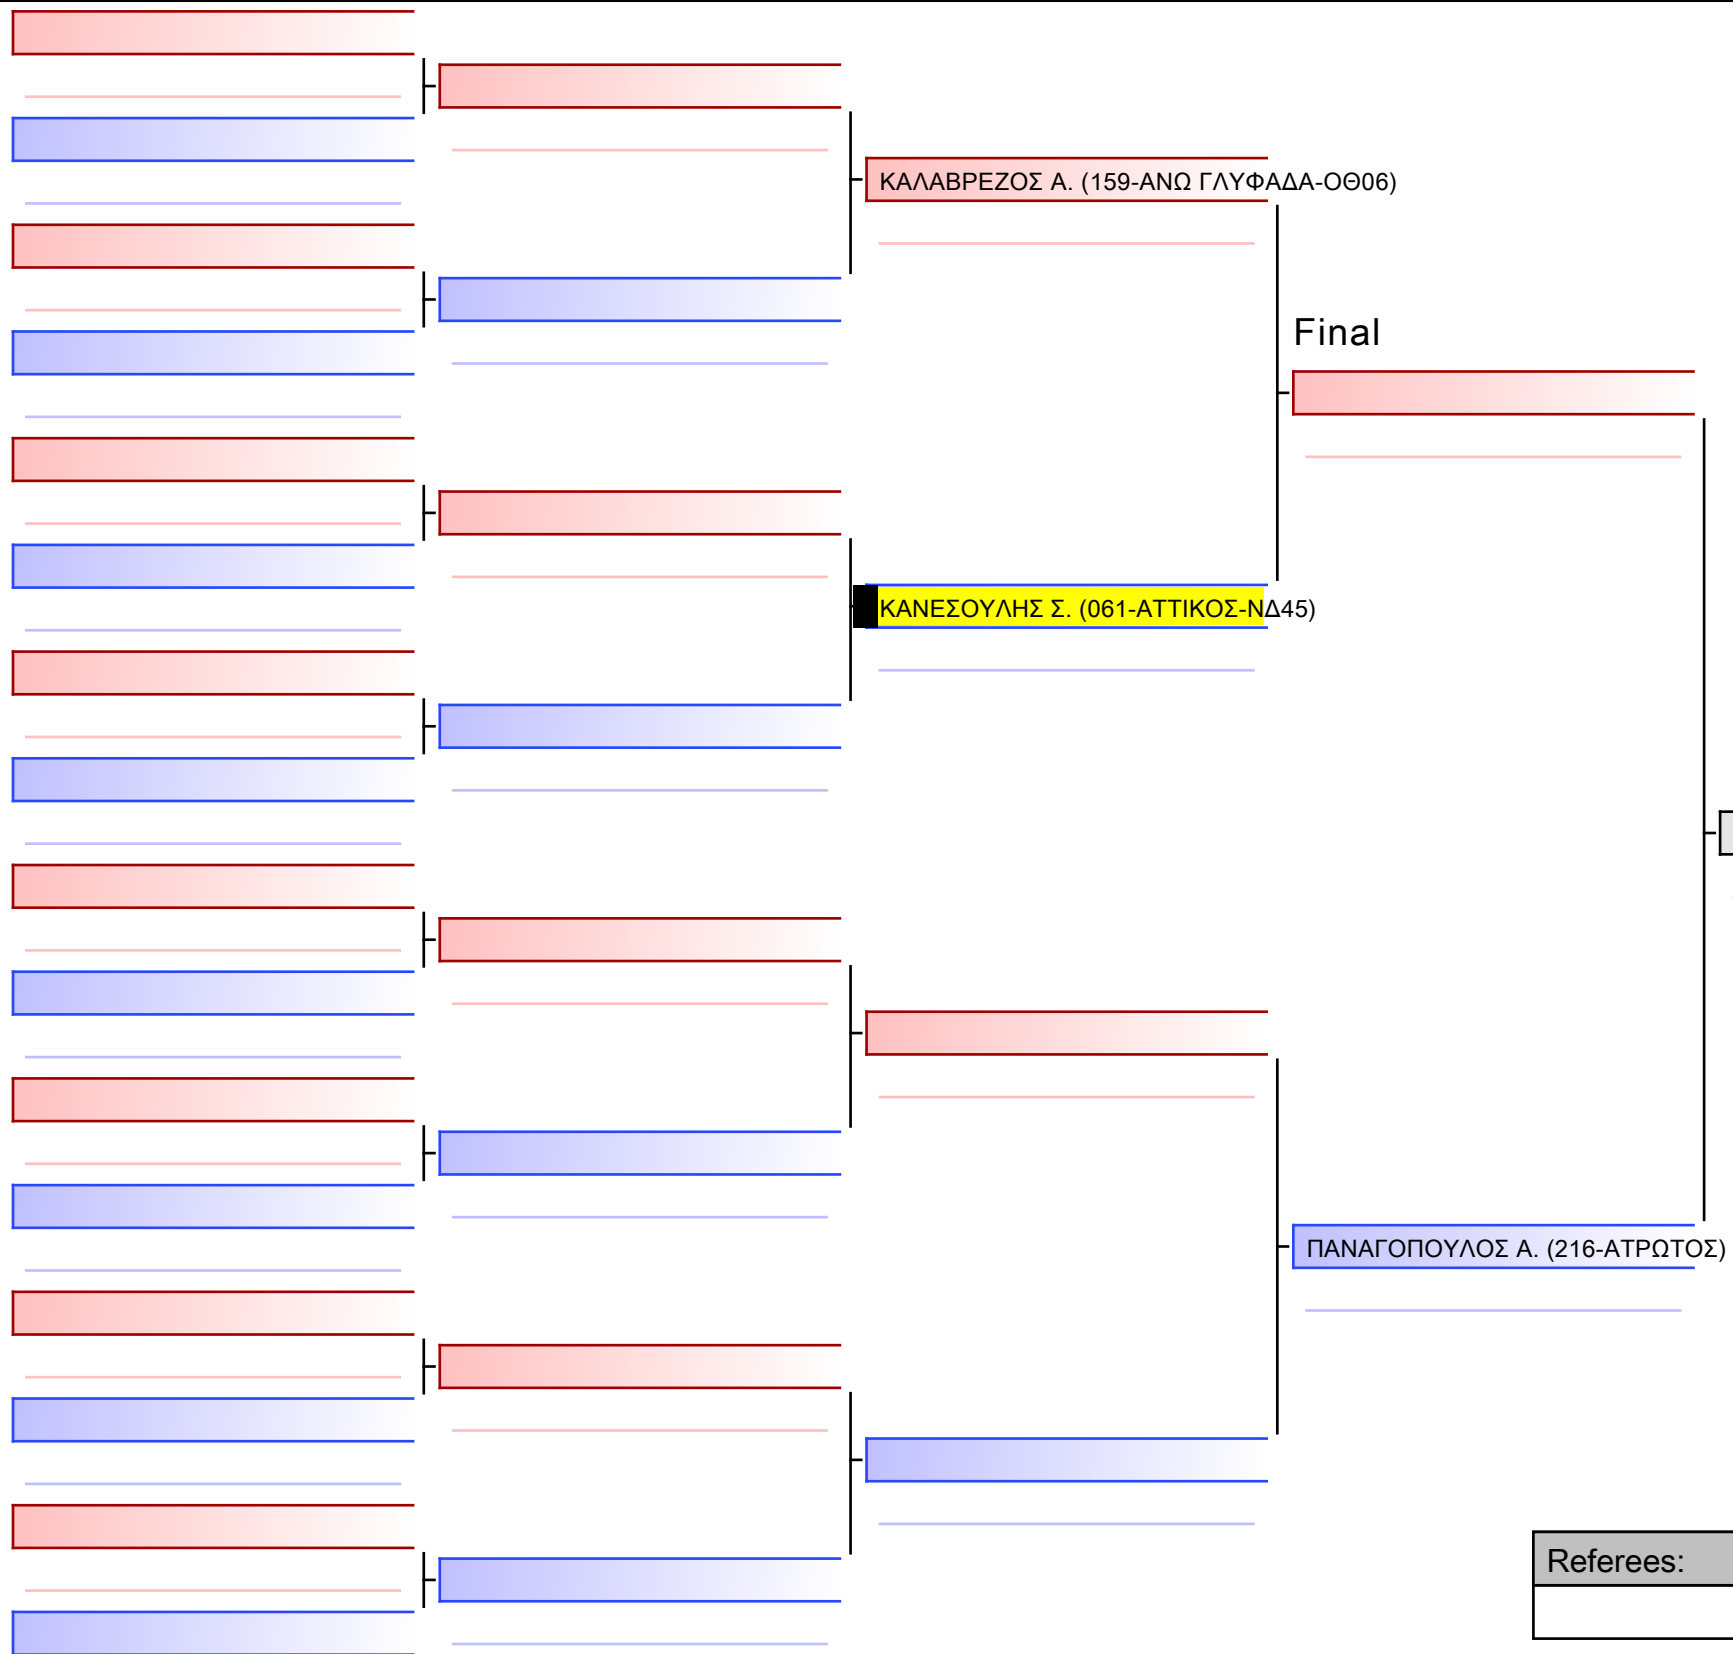 ΚΑΛΑΒΡΕΖΟΣ Α. (159-ΑΝΩ ΓΛΥΦΑΔΑ-ΟΘ06)
Final
ΚΑΝΕΣΟΥΛΗΣ Σ. (061-ΑΤΤΙΚΟΣ-ΝΔ45)
ΠΑΝΑΓΟΠΟΥΛΟΣ Α. (216-ΑΤΡΩΤΟΣ)
Referees: